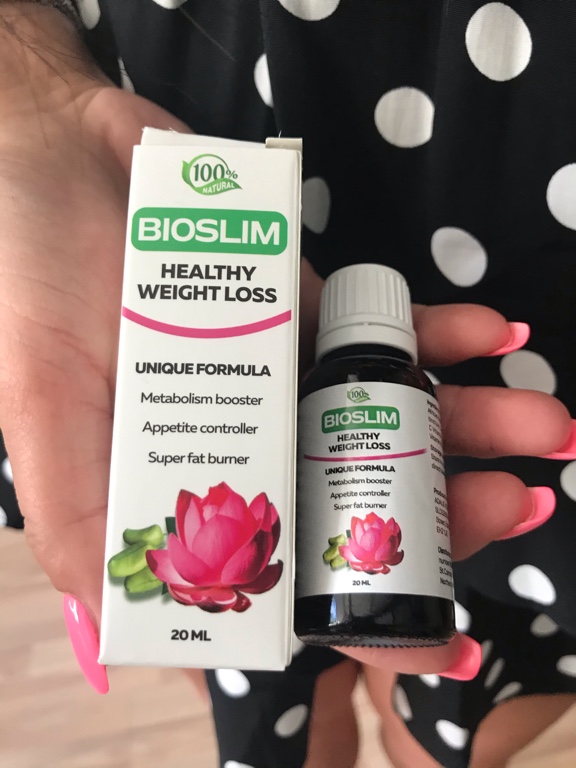 100%
NATURAL
BIOSLIM
HEALTHY
WEIGHT LOSS
UNIQUE FORMULA
Metabolism booster
Appetite controller
Super fat burner
20 ML
100%
BIOSLIM
HEALTHY
WEIGHT LOSS
UNIQUE FORMULA
Metabolism booster
Appetite controller
Super fat burner
20 ML